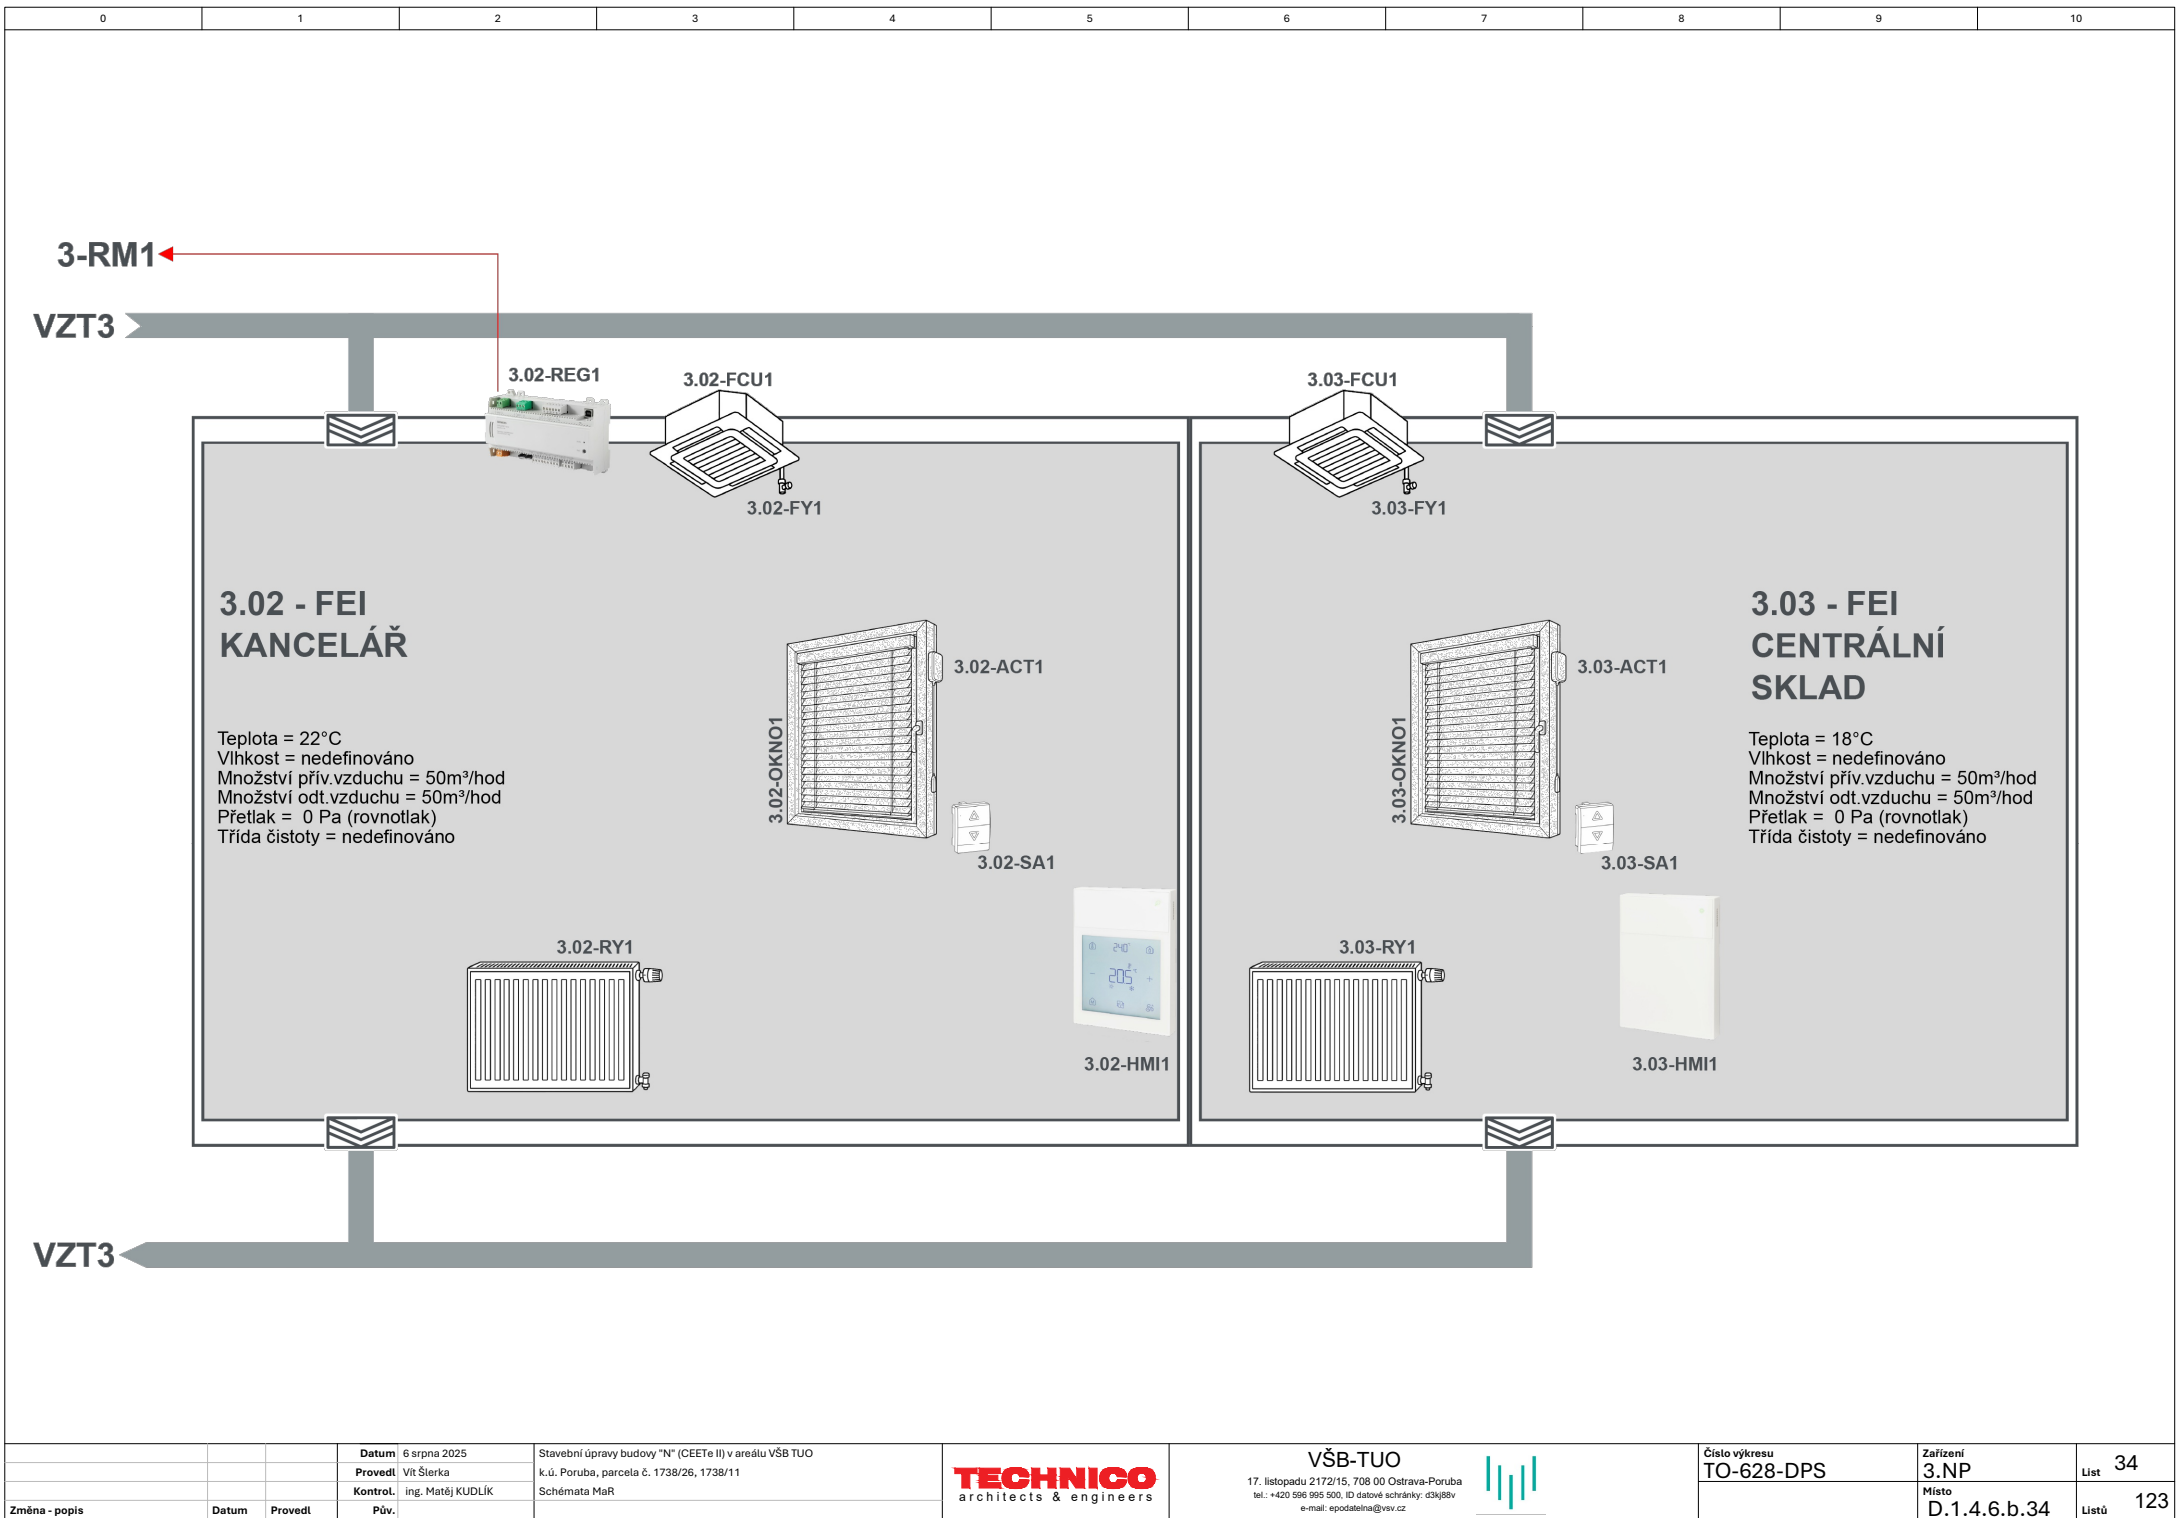 0 1 2 3 4 5 6 7 8 9 10
3-RM1
VZT3
3.02-REG1
3.02-FCU1
3.03-FCU1
3.02-FY1
3.03-FY1
3.02 - FEI
KANCELÁŘ
Teplota = 22°C
Vlhkost = nedefinováno
Množství přív.vzduchu = 50m³/hod
Množství odt.vzduchu = 50m³/hod
Přetlak = 0 Pa (rovnotlak)
Třída čistoty = nedefinováno
3.02-OKNO1
3.02-ACT1
3.02-SA1
3.02-RY1
3.02-HMI1
3.03-OKNO1
3.03-ACT1
3.03-SA1
3.03-RY1
3.03-HMI1
3.03 - FEI
CENTRÁLNÍ
SKLAD
Teplota = 18°C
Vlhkost = nedefinováno
Množství přív.vzduchu = 50m³/hod
Množství odt.vzduchu = 50m³/hod
Přetlak = 0 Pa (rovnotlak)
Třída čistoty = nedefinováno
VZT3
Změna - popis
Datum
Provedl
Datum 6 srpna 2025
Provedl Vít Šlerka
Kontrol. ing. Matěj KUDLÍK
Pův.
Stavební úpravy budovy "N" (CEETe II) v areálu VŠB TUO
k.ú. Poruba, parcela č. 1738/26, 1738/11
Schémata MaR
TECHNICO
architects & engineers
VŠB-TUO
17. listopadu 2172/15, 708 00 Ostrava-Poruba
tel.: +420 596 995 500, ID datové schránky: d3kj88v
e-mail: epodatelna@vsv.cz
Číslo výkresu
TO-628-DPS
Zařízení
3.NP
Místo
D.1.4.6.b.34
List 34
Listů 123